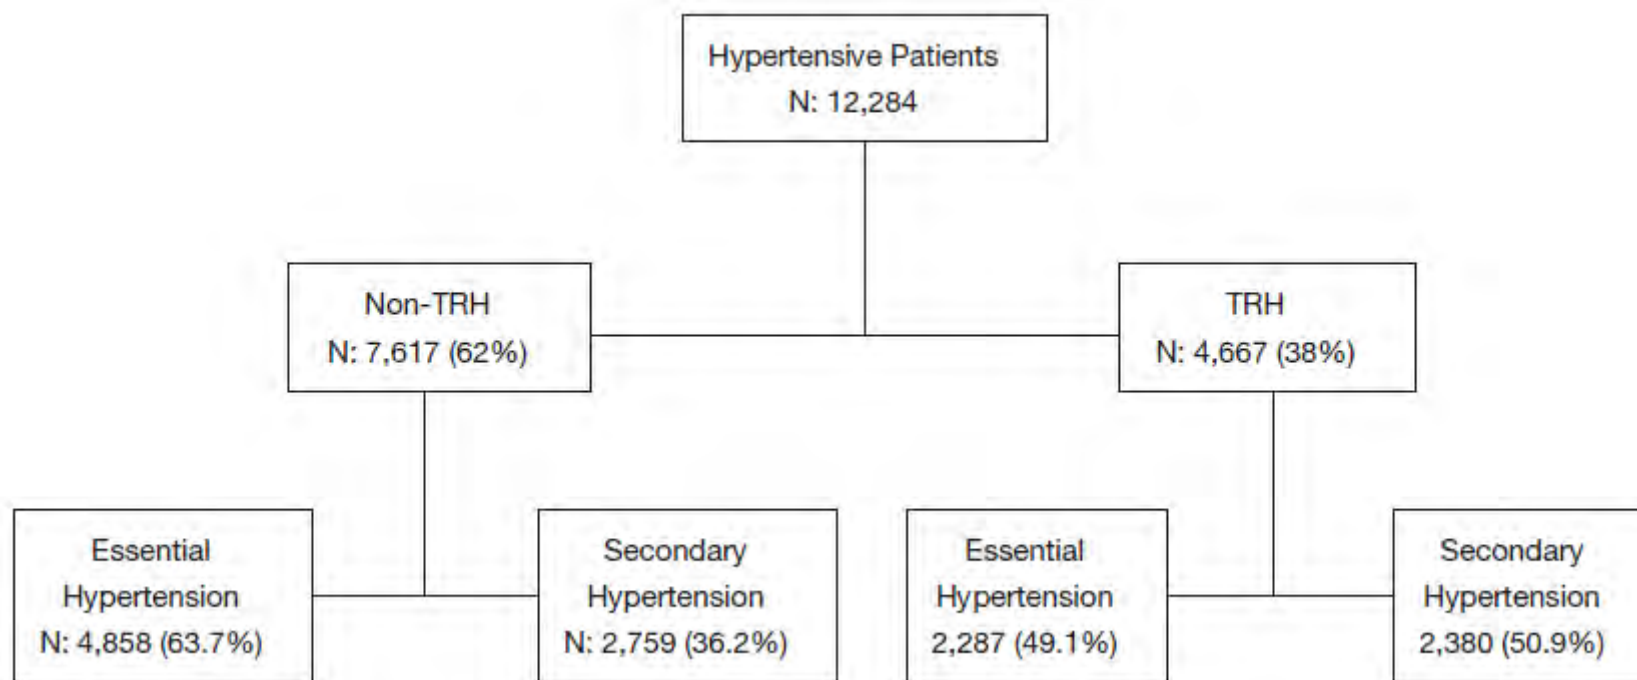 Hypertensive Patients
N: 12,284
Non-TRH
N: 7,617 (62%)
TRH
N: 4,667 (38%)
Essential
Hypertension
N: 4,858 (63.7%)
Secondary
Hypertension
N: 2,759 (36.2%)
Essential
Hypertension
2,287 (49.1%)
Secondary
Hypertension
2,380 (50.9%)